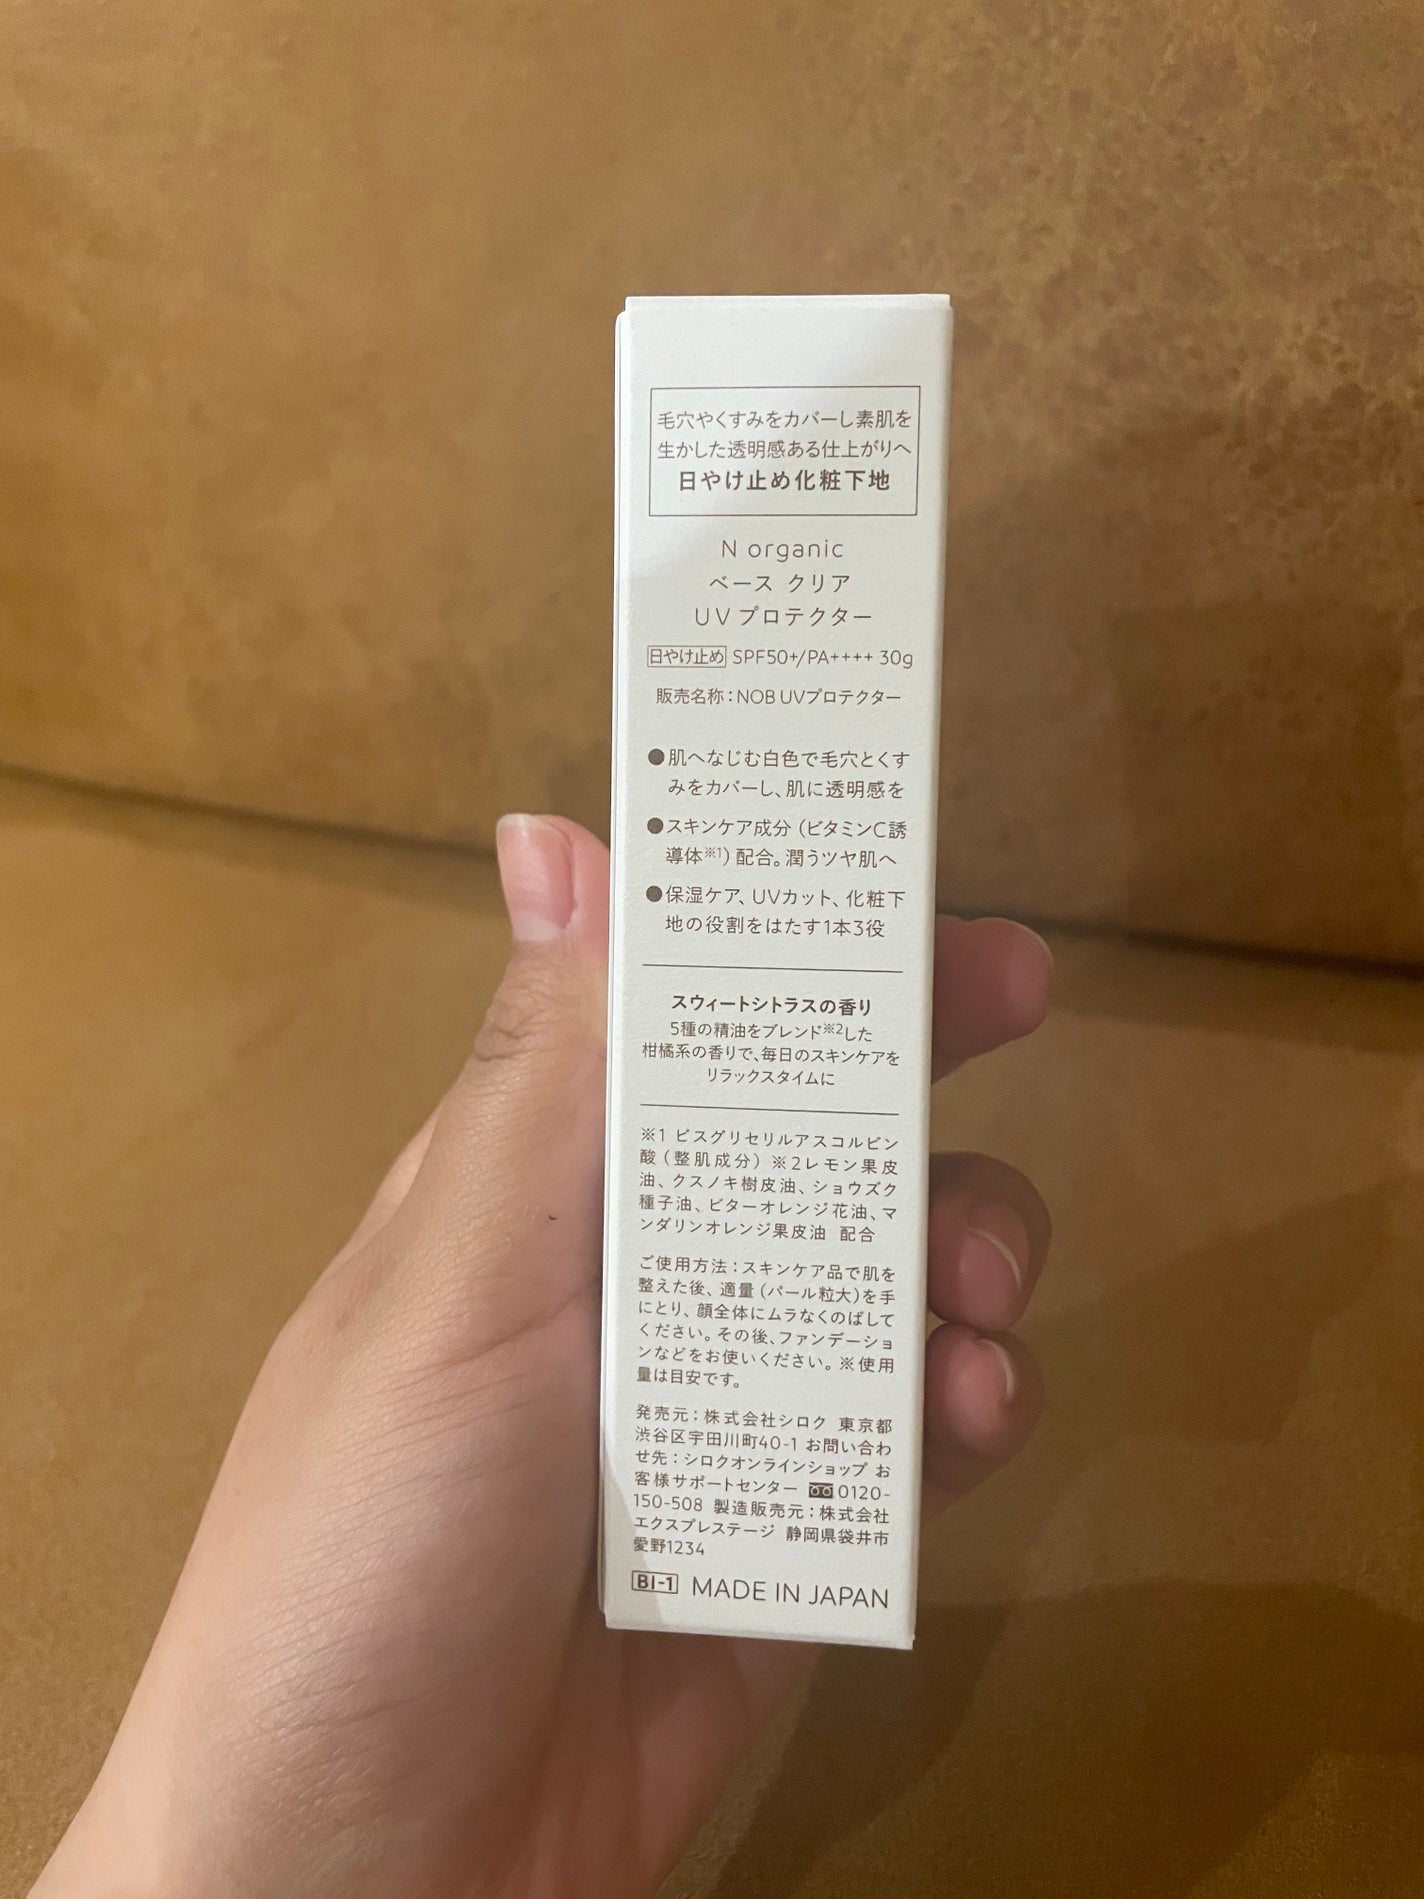 毛穴やくすみをカバーし素肌を
生かした透明感ある仕上がりへ
日やけ止め化粧下地
N organic
ベース クリア
UV プロテクター
日やけ止め SPF50+/PA++++ 30g
販売名称：NOB UVプロテクター
●肌へなじむ白色で毛穴とくす
みをカバーし、肌に透明感を
●スキンケア成分（ビタミンC誘
導体※1）配合。潤うツヤ肌へ
●保湿ケア、UVカット、化粧下
地の役割をはたす1本3役
スウィートシトラスの香り
5種の精油をブレンド※2した
柑橘系の香りで、毎日のスキンケアを
リラックスタイムに
※1 ビスグリセリルアスコルビン
酸（整肌成分）※2レモン果皮
油、クスノキ樹皮油、ショウズク
種子油、ビターオレンジ花油、マ
ンダリンオレンジ果皮油 配合
ご使用方法：スキンケア品で肌を
整えた後、適量（パール粒大）を手
にとり、顔全体にムラなくのばして
ください。その後、ファンデーショ
ンなどをお使いください。※使用
量は目安です。
発売元：株式会社シロク 東京都
渋谷区宇田川町40-1 お問い合わ
せ先：シロクオンラインショップ お
客様サポートセンター 0120-
150-508 製造販売元：株式会社
エクスプレステージ 静岡県袋井市
愛野1234
BI-1 MADE IN JAPAN